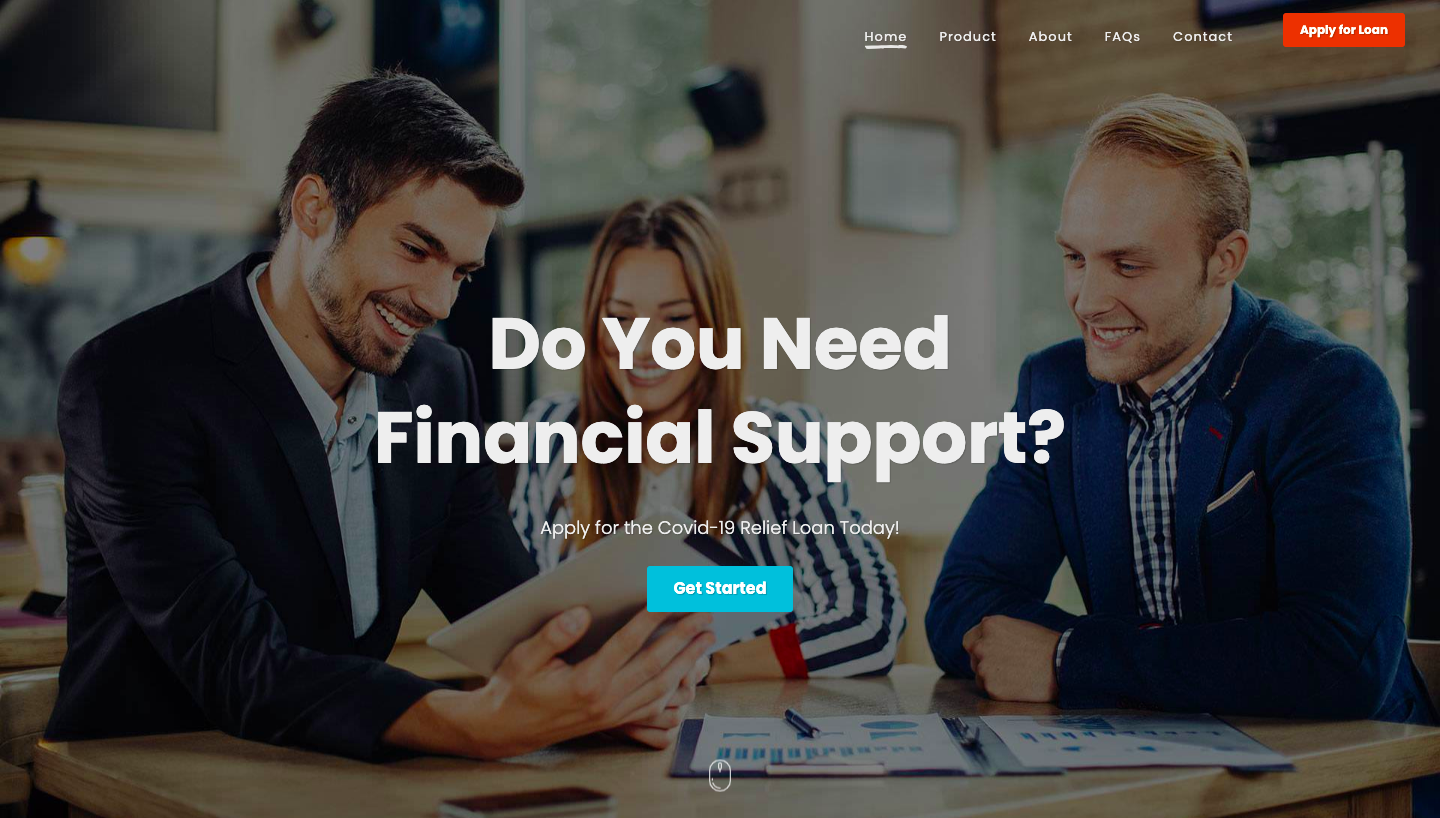 Home Product About FAQs Contact Apply for Loan
Do You Need
Financial Support?
Apply for the Covid-19 Relief Loan Today!
Get Started